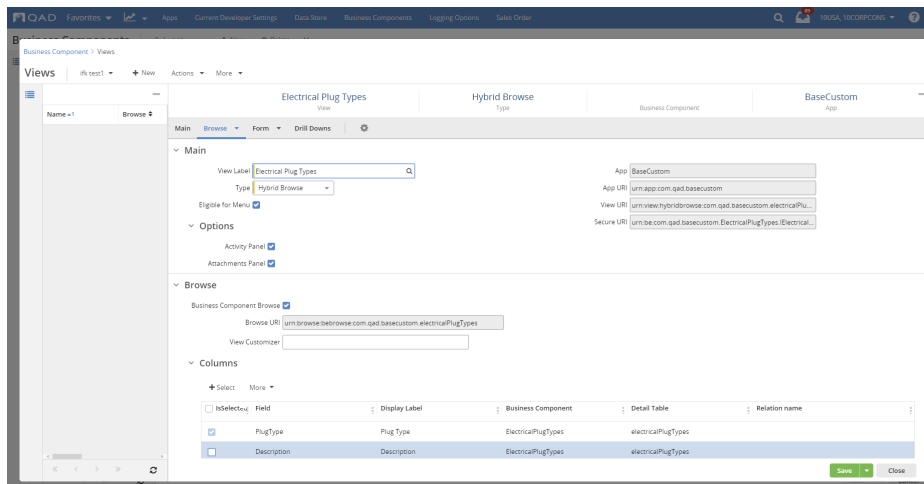 QAD Favorites Apps Current Developer Settings Data Store Business Components Logging Options Sales Order 10USA, 10CORPCONS
Business Component > Views
Views ifk test1 + New Actions More
Name 1 Browse
Electrical Plug Types Hybrid Browse BaseCustom
View Type Business Component App
Main Browse Form Drill Downs
Main
View Label Electrical Plug Types App BaseCustom
Type Hybrid Browse App URI urn:app:com.qad.basecustom
Eligible for Menu View URI urn:view:hybridbrowse:com.qad.basecustom.electricalPlu...
Options Secure URI urn:be:com.qad.basecustom.ElectricalPlugTypes.IElectrical...
Activity Panel
Attachments Panel
Browse
Business Component Browse
Browse URI urn:browse:bebrowse:com.qad.basecustom.electricalPlugTypes
View Customizer
Columns
+ Select More
IsSelected Field Display Label Business Component Detail Table Relation name
PlugType Plug Type ElectricalPlugTypes electricalPlugTypes
Description Description ElectricalPlugTypes electricalPlugTypes
Save Close